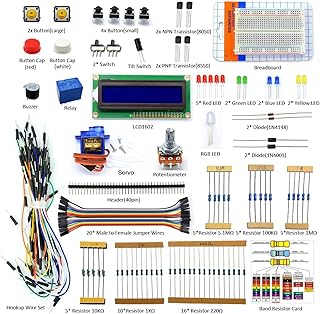 2x Button(Large)
4x Button(small)
2x NPN Transistor(8050)
Button Cap
(red)
Button Cap
(white)
2* Switch
Tilt Switch
2x PNP Transistor(8550)
Breadboard
5* Red LED
2* Green LED
2* Blue LED
2* Yellow LED
Buzzer
Relay
LCD1602
2* Diode(1N4148)
RGB LED
2* Diode(1N4001)
Servo
Potentiometer
Header(40pin)
5* Resistor 5.1MΩ
5* Resistor 100KΩ
5* Resistor 1MΩ
20* Male to Female Jumper Wires
Hookup Wire Set
5* Resistor 10KΩ
10* Resistor 1KΩ
16* Resistor 220Ω
Band Resistor Card